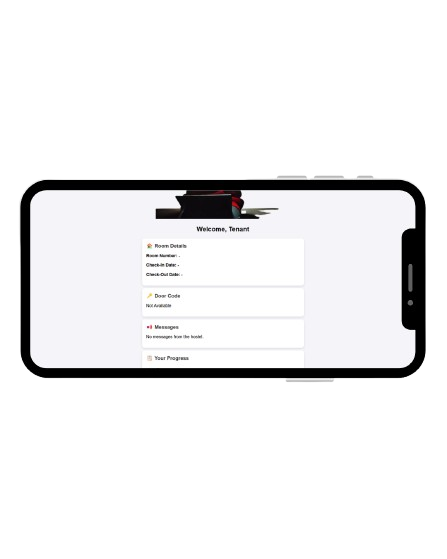 Welcome, Tenant
Room Details
Room Number: -
Check-In Date: -
Check-Out Date: -
Door Code
Not Available
Messages
No messages from the hostel.
Your Progress